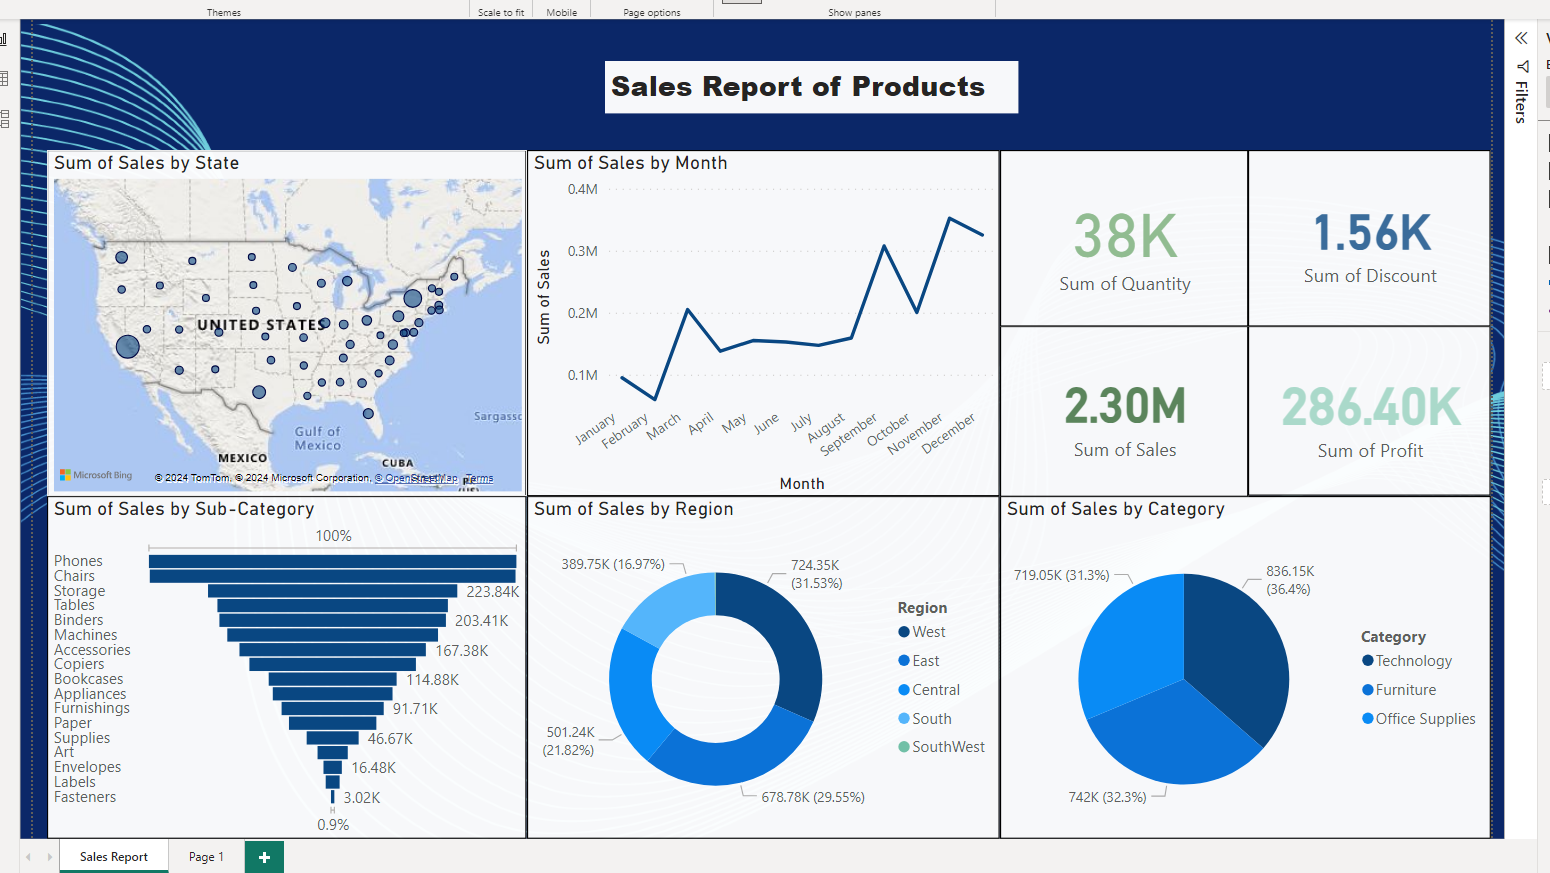 Themes
Scale to fit
Mobile
Page options
Show panes
Sales Report of Products
Filters
Sum of Sales by State
UNITED STATES
Gulf of
Mexico
MEXICO
CUBA
Sargasso
Microsoft Bing
© 2024 TomTom, © 2024 Microsoft Corporation, © OpenStreetMap Terms
Sum of Sales by Month
Sum of Sales
0.4M
0.3M
0.2M
0.1M
January
February
March
April
May
June
July
August
September
October
November
December
Month
38K
Sum of Quantity
1.56K
Sum of Discount
2.30M
Sum of Sales
286.40K
Sum of Profit
Sum of Sales by Sub-Category
100%
Phones
Chairs
Storage 223.84K
Tables
Binders 203.41K
Machines
Accessories 167.38K
Copiers
Bookcases 114.88K
Appliances
Furnishings 91.71K
Paper
Supplies 46.67K
Art
Envelopes 16.48K
Labels
Fasteners 3.02K
0.9%
Sum of Sales by Region
389.75K (16.97%)
724.35K
(31.53%)
501.24K
(21.82%)
678.78K (29.55%)
Region
West
East
Central
South
SouthWest
Sum of Sales by Category
719.05K (31.3%)
836.15K
(36.4%)
742K (32.3%)
Category
Technology
Furniture
Office Supplies
Sales Report
Page 1